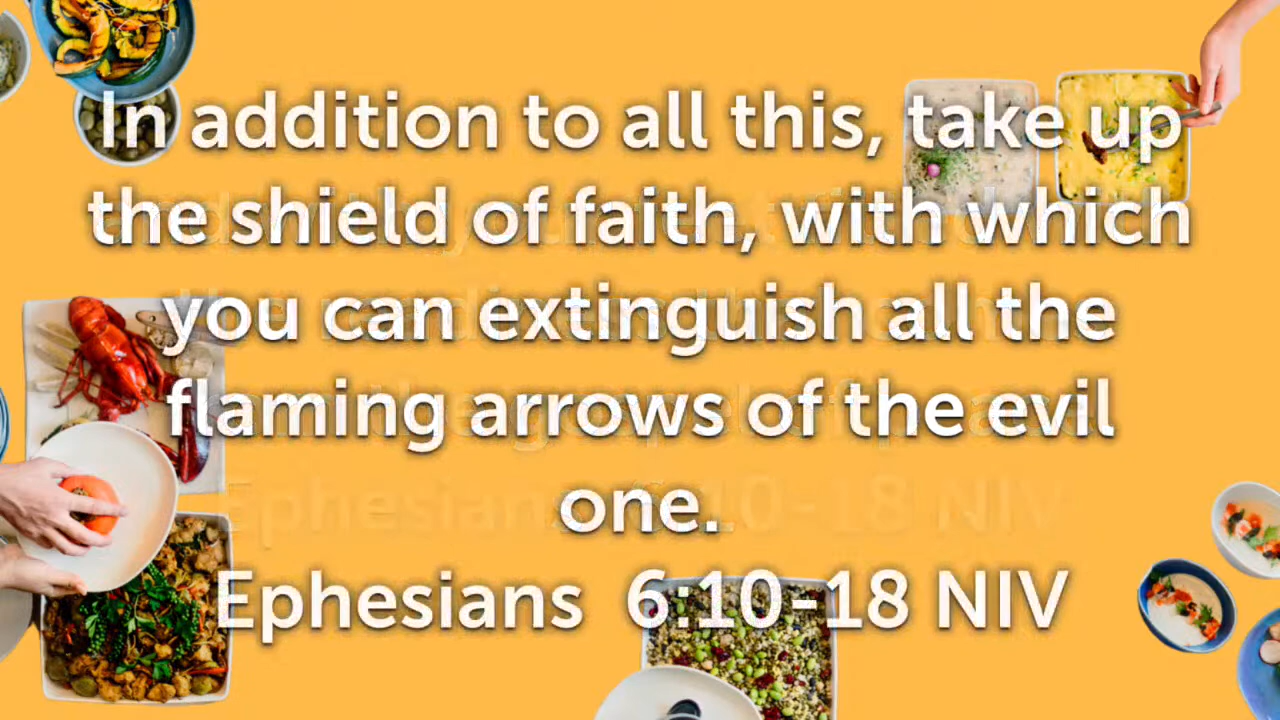 In addition to all this, take up
the shield of faith, with which
you can extinguish all the
flaming arrows of the evil
one.
Ephesians 6:10-18 NIV